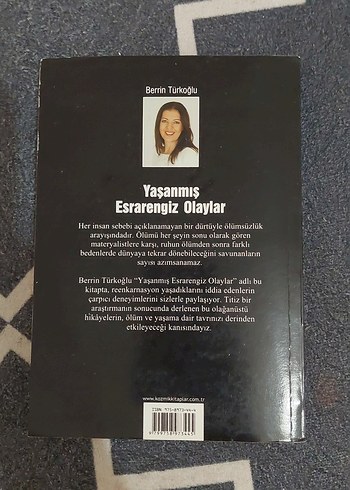 Berrin Türkoğlu
Yaşanmış
Esrarengiz Olaylar
Her insan sebebi açıklanamayan bir dürtüyle ölümsüzlük
arayışındadır. Ölümü her şeyin sonu olarak gören
materyalistlere karşı, ruhun ölümden sonra farklı
bedenlerde dünyaya tekrar dönebileceğini savunanların
sayısı azımsanamaz.
Berrin Türkoğlu "Yaşanmış Esrarengiz Olaylar" adlı bu
kitapta, reenkarnasyon yaşadıklarını iddia edenlerin
çarpıcı deneyimlerini sizlerle paylaşıyor. Titiz bir
araştırmanın sonucunda derlenen bu olağanüstü
hikâyelerin, ölüm ve yaşama dair tavrınızı derinden
etkileyeceği kanısındayız.
www.kozmikkitaplar.com.tr